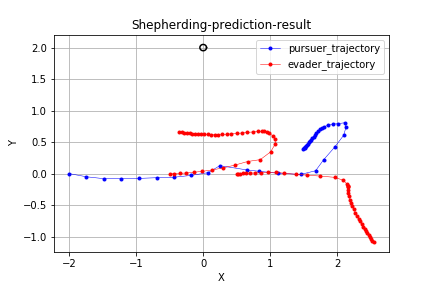 Shepherding-prediction-result
pursuer_trajectory
evader_trajectory
2.0
1.5
1.0
0.5
0.0
−0.5
−1.0
Y
−2
−1
0
1
2
X